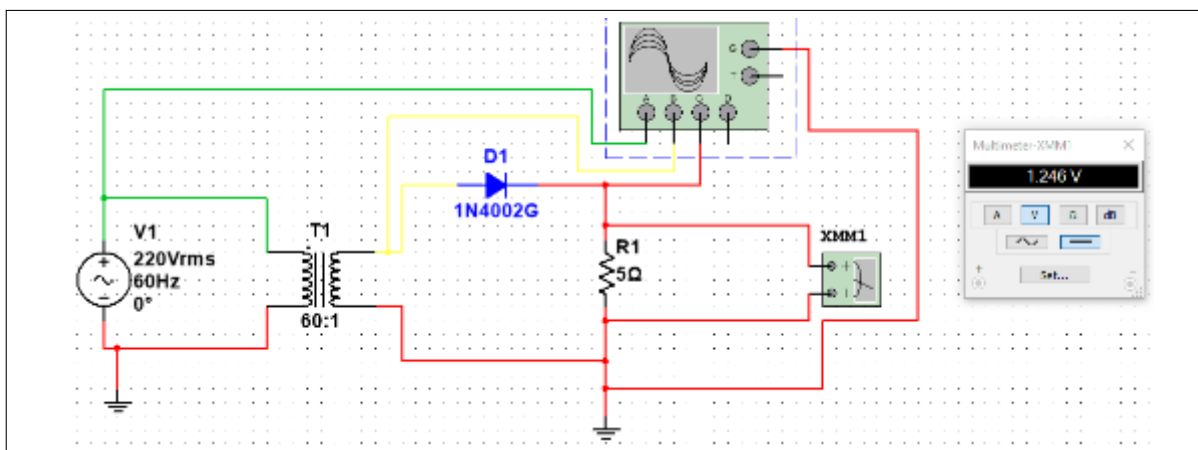 G
T
A B C D
D1
1N4002G
V1
220Vrms
60Hz
0°
T1
60:1
R1
5Ω
XMM1
Multimeter-XMM1
1.246 V
A V Ω dB
Set...